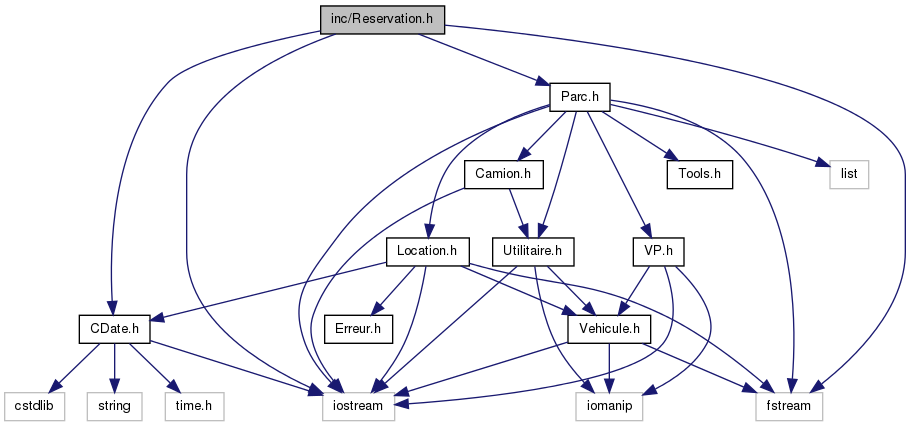 inc/Reservation.h
Parc.h
Camion.h
Tools.h
list
Location.h
Utilitaire.h
VP.h
CDate.h
Erreur.h
Vehicule.h
cstdlib
string
time.h
iostream
iomanip
fstream